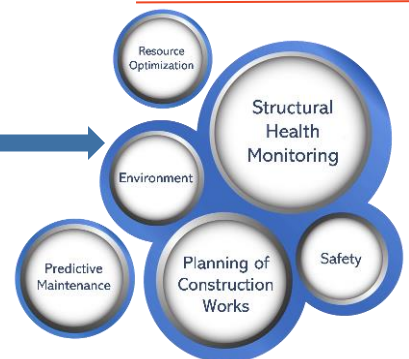 Resource
Optimization
Structural
Health
Monitoring
Environment
Predictive
Maintenance
Planning of
Construction
Works
Safety